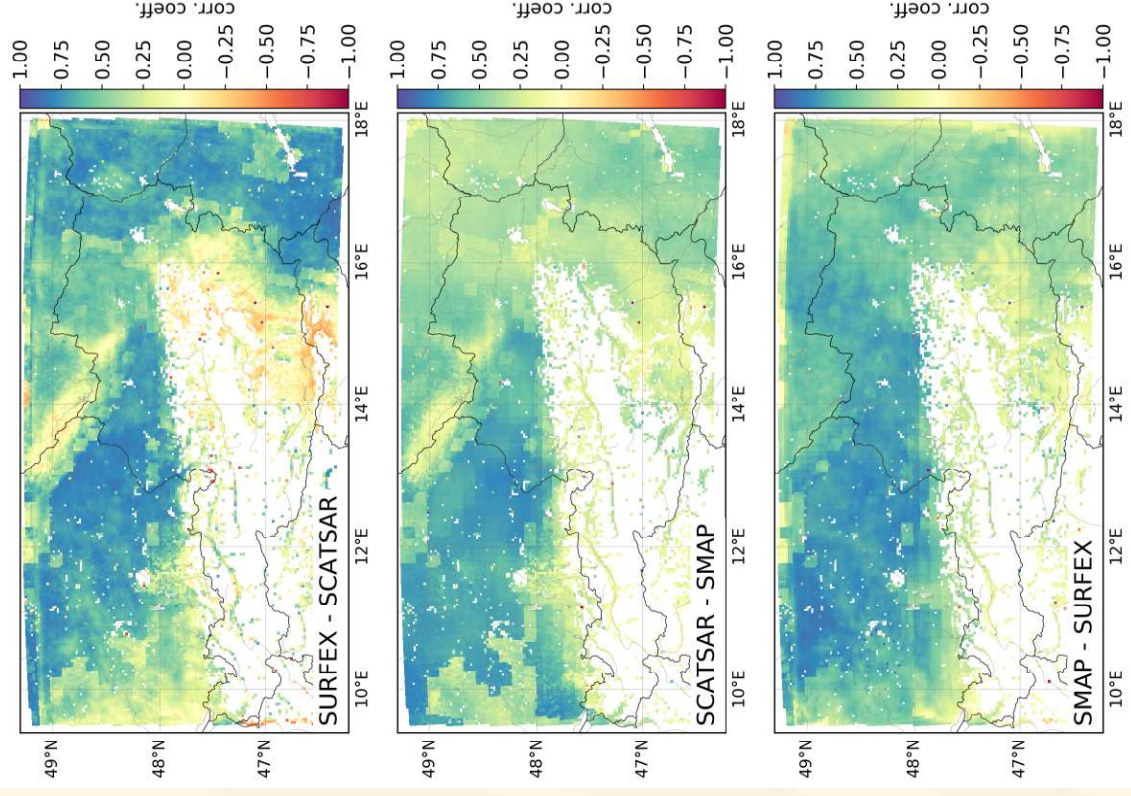 1.00
0.75
0.50
0.25
0.00
−0.25
−0.50
−0.75
−1.00
corr. coeff.
49°N
48°N
47°N
10°E
12°E
14°E
16°E
18°E
SURFEX - SCATSAR
1.00
0.75
0.50
0.25
0.00
−0.25
−0.50
−0.75
−1.00
corr. coeff.
49°N
48°N
47°N
10°E
12°E
14°E
16°E
18°E
SCATSAR - SMAP
1.00
0.75
0.50
0.25
0.00
−0.25
−0.50
−0.75
−1.00
corr. coeff.
49°N
48°N
47°N
10°E
12°E
14°E
16°E
18°E
SMAP - SURFEX